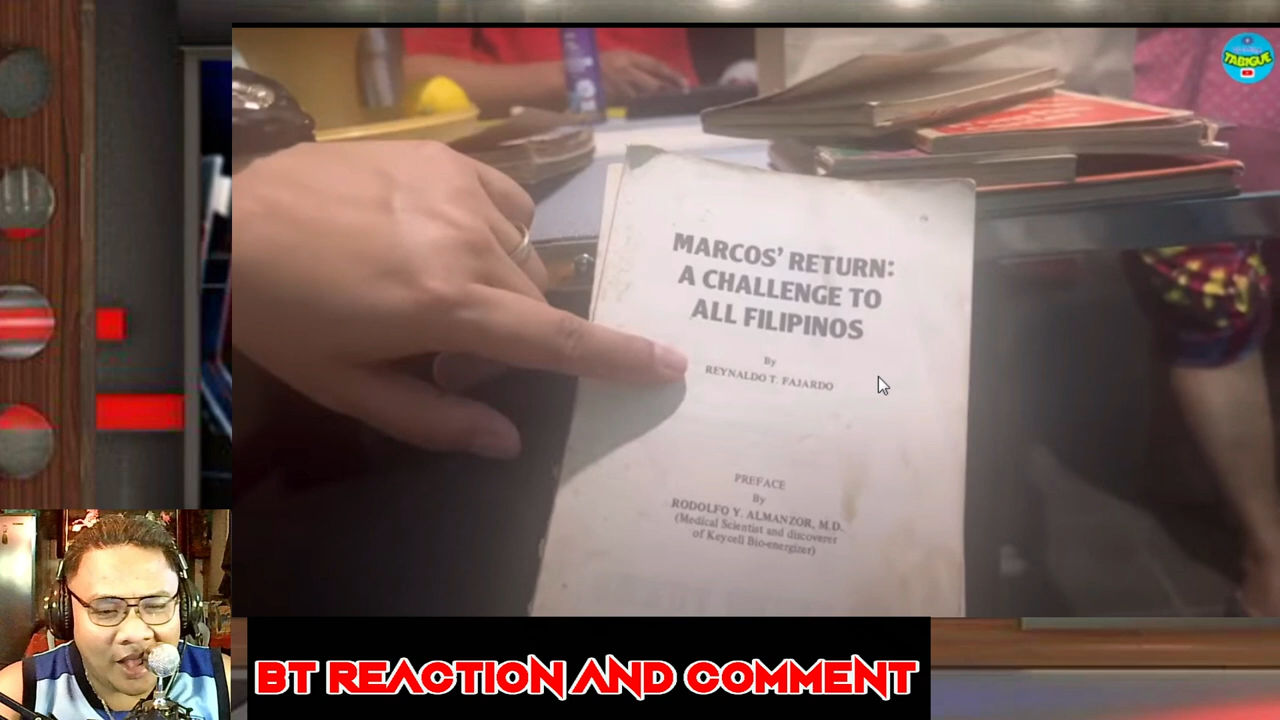 TABIGUE
MARCOS' RETURN:
A CHALLENGE TO
ALL FILIPINOS
By
REYNALDO T. FAJARDO
PREFACE
By
RODOLFO Y. ALMANZOR, M.D.
(Medical Scientist and discoverer
of Keycell Bio-energizer)
BT REACTION AND COMMENT